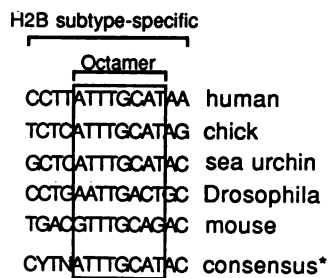 H2B subtype-specific
Octamer
CCTTATTTGCATAA human
TCTCATTTGCATAG chick
GCTCATTTGCATAC sea urchin
CCTGAATTGACTGC Drosophila
TGACGTTTGCAGAC mouse
CYTNATTTGCATAC consensus*